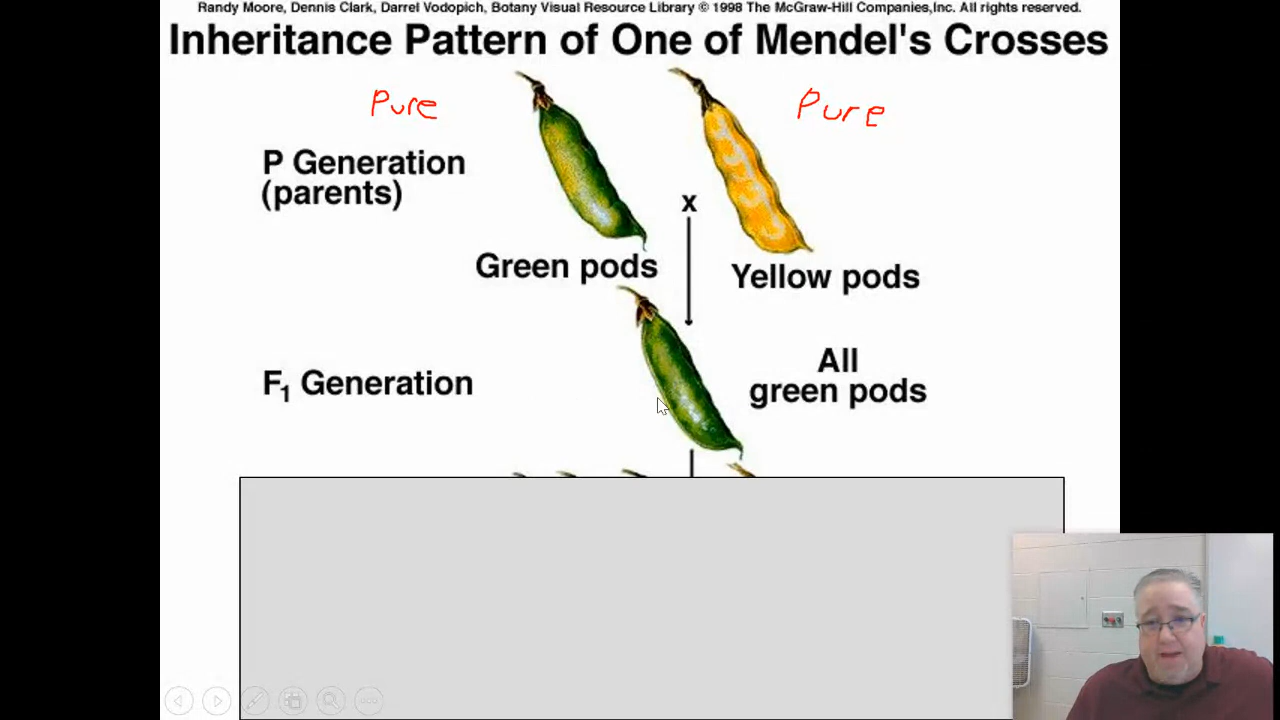 Randy Moore, Dennis Clark, Darrel Vodopich, Botany Visual Resource Library © 1998 The McGraw-Hill Companies,Inc. All rights reserved.
Inheritance Pattern of One of Mendel's Crosses
Pure
Pure
P Generation
(parents)
x
Green pods
Yellow pods
F₁ Generation
All
green pods